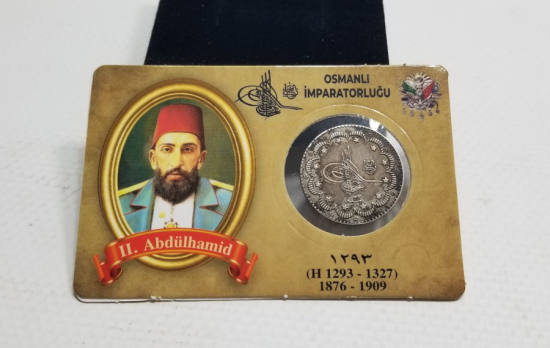 OSMANLI
İMPARATORLUĞU
II. Abdülhamid
١٢٩٣
(H 1293 - 1327)
1876 - 1909